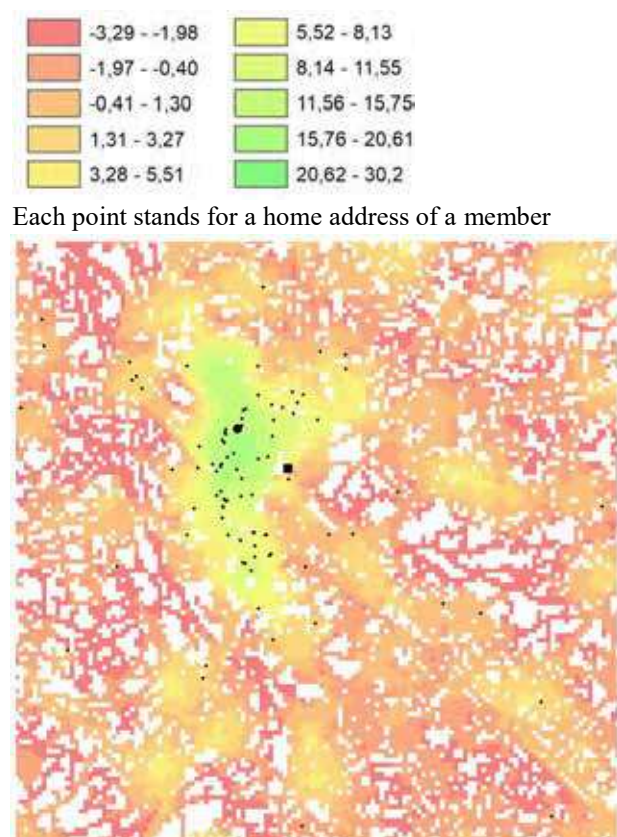 -3,29 - -1,98 5,52 - 8,13
-1,97 - -0,40 8,14 - 11,55
-0,41 - 1,30 11,56 - 15,75
1,31 - 3,27 15,76 - 20,61
3,28 - 5,51 20,62 - 30,2
Each point stands for a home address of a member